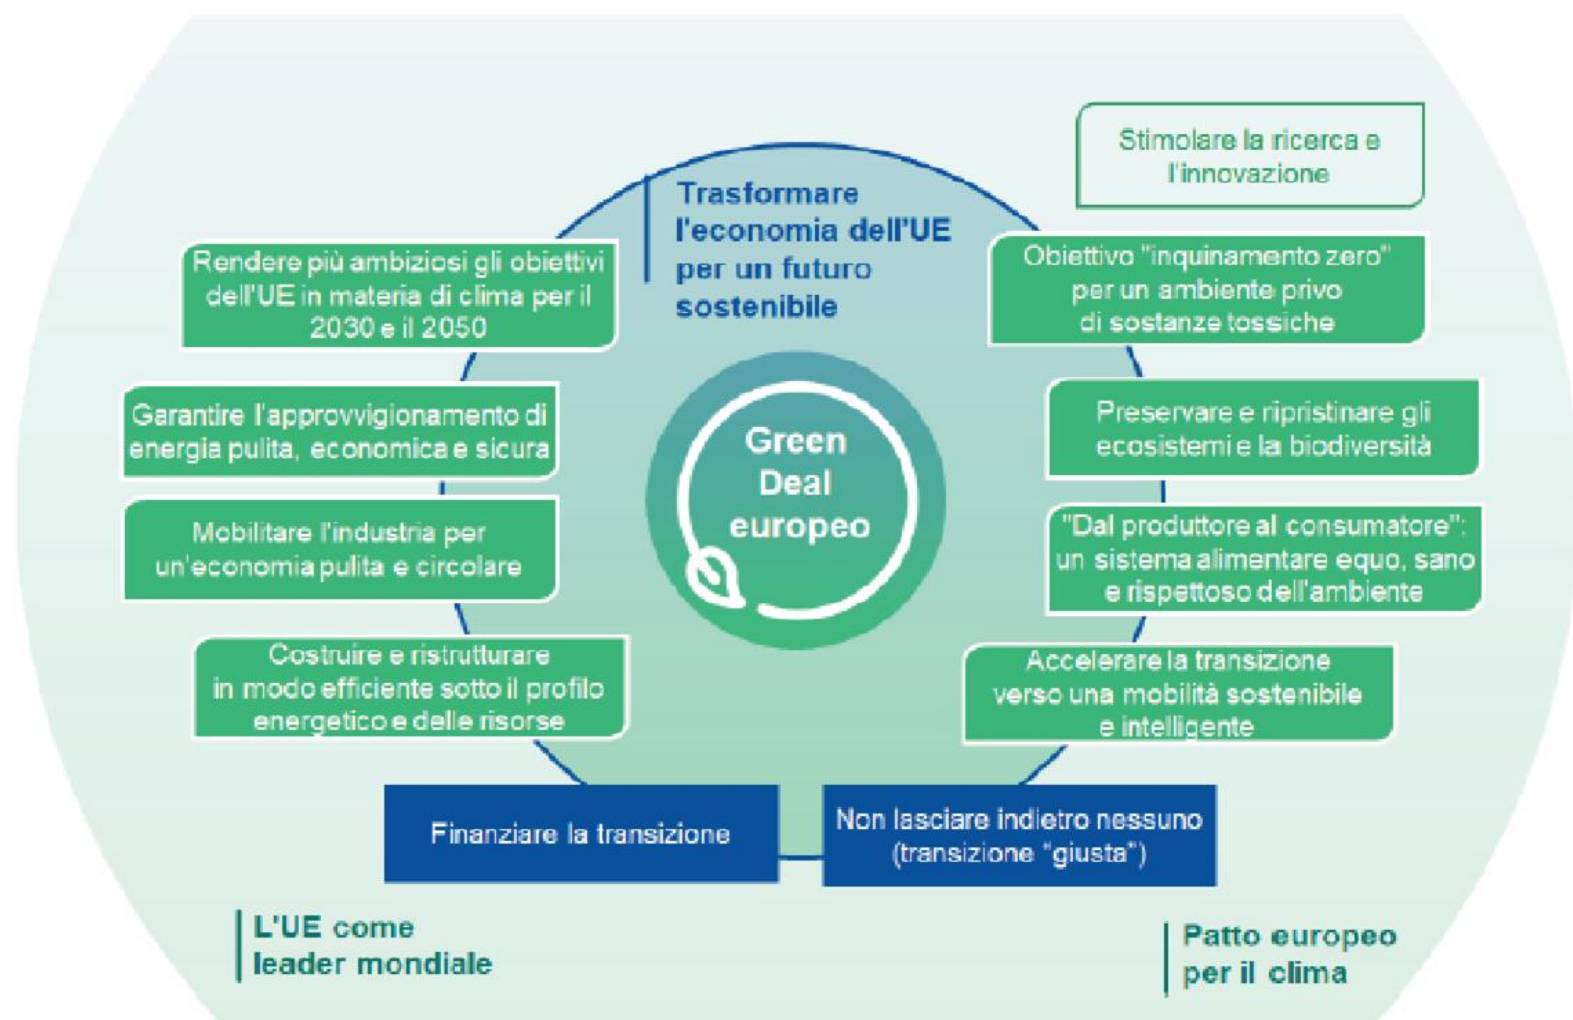 Stimolare la ricerca e
l'innovazione
Trasformare
l'economia dell'UE
per un futuro
sostenibile
Rendere più ambiziosi gli obiettivi
dell'UE in materia di clima per il
2030 e il 2050
Obiettivo "inquinamento zero"
per un ambiente privo
di sostanze tossiche
Garantire l'approvvigionamento di
energia pulita, economica e sicura
Preservare e ripristinare gli
ecosistemi e la biodiversità
Green
Deal
europeo
Mobilitare l'industria per
un'economia pulita e circolare
"Dal produttore al consumatore":
un sistema alimentare equo, sano
e rispettoso dell'ambiente
Costruire e ristrutturare
in modo efficiente sotto il profilo
energetico e delle risorse
Accelerare la transizione
verso una mobilità sostenibile
e intelligente
Finanziare la transizione
Non lasciare indietro nessuno
(transizione “giusta”)
L'UE come
leader mondiale
Patto europeo
per il clima